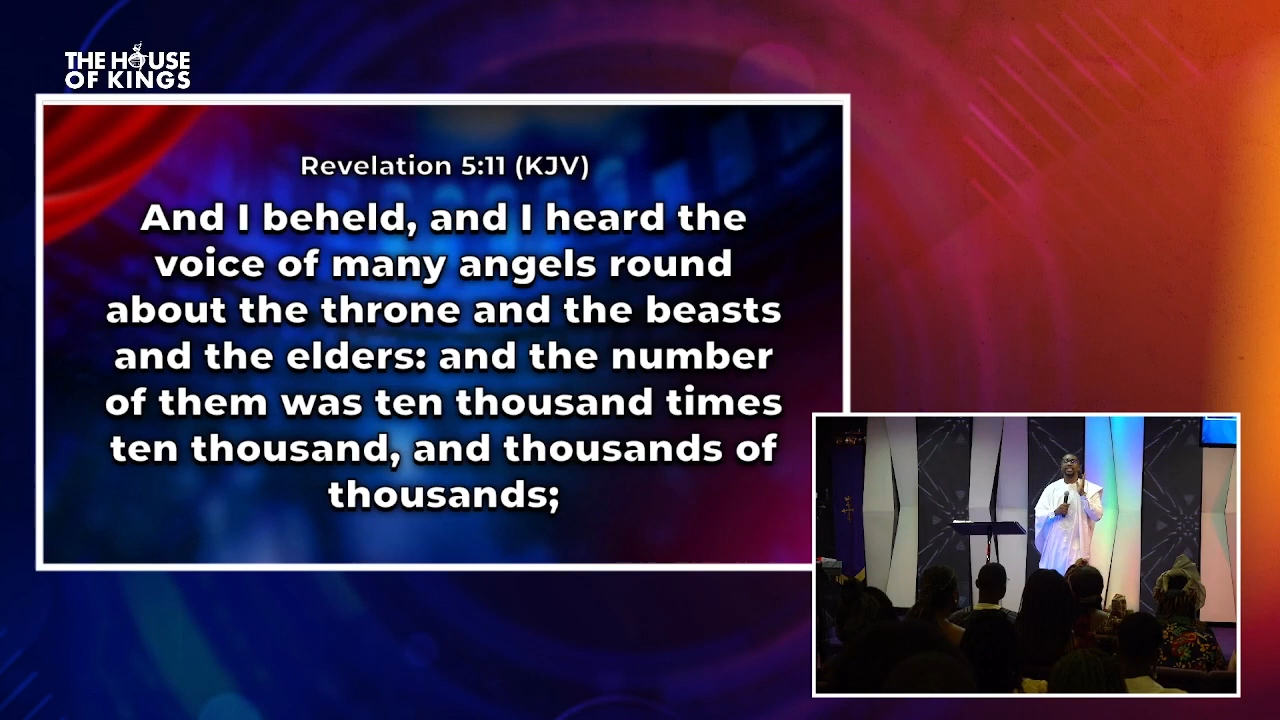 THE HOUSE
OF KINGS
Revelation 5:11 (KJV)
And I beheld, and I heard the
voice of many angels round
about the throne and the beasts
and the elders: and the number
of them was ten thousand times
ten thousand, and thousands of
thousands;